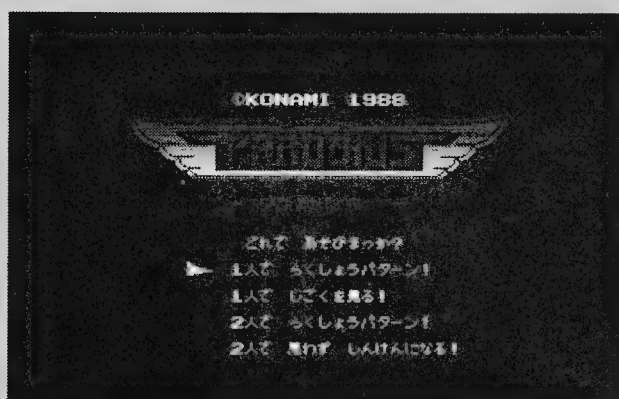 ©KONAMI 1988
PARODIUS
どれで あそびまっか?
1人で らくしょうパターン!
1人で じごくを見る!
2人で らくしょうパターン!
2人で しんけんになる!